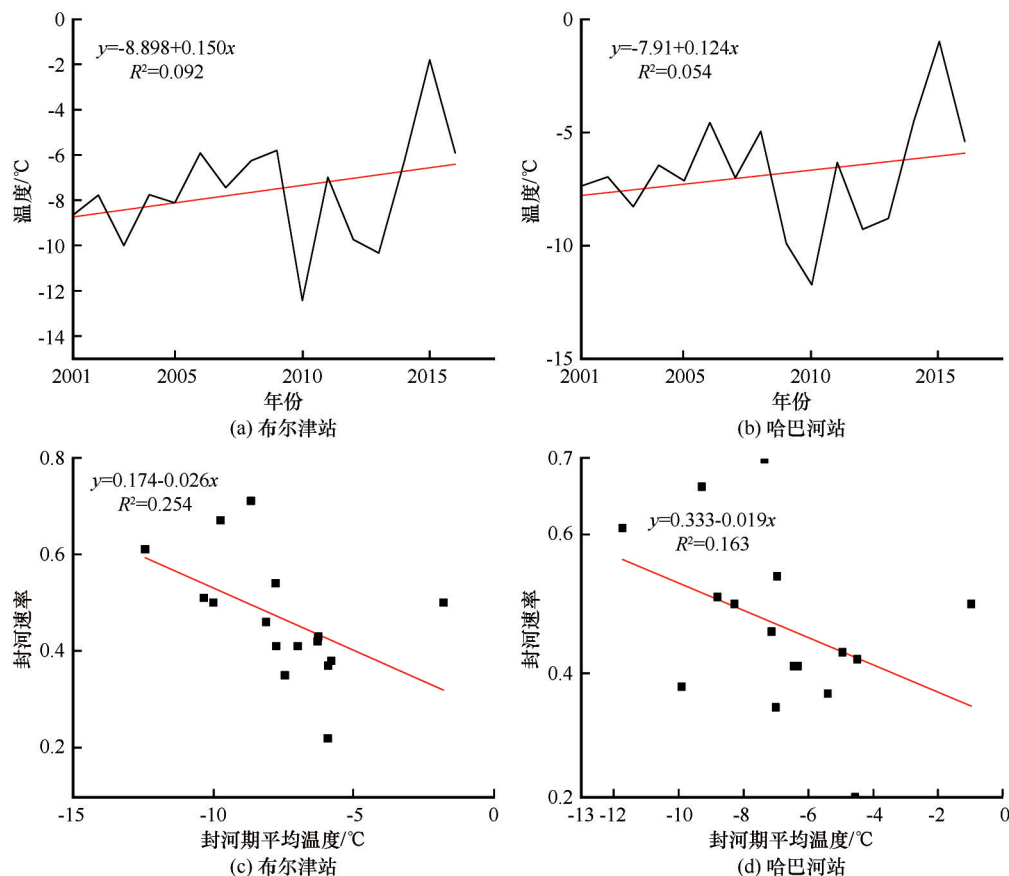 y=-8.898+0.150x
R²=0.092
温度/℃
0
-2
-4
-6
-8
-10
-12
-14
2001
2005
2010
2015
年份
(a) 布尔津站
y=-7.91+0.124x
R²=0.054
温度/℃
0
-5
-10
-15
2001
2005
2010
2015
年份
(b) 哈巴河站
y=0.174-0.026x
R²=0.254
封河速率
0.8
0.6
0.4
0.2
-15
-10
-5
0
封河期平均温度/℃
(c) 布尔津站
y=0.333-0.019x
R²=0.163
封河速率
0.7
0.6
0.4
0.2
-13
-12
-10
-8
-6
-4
-2
0
封河期平均温度/℃
(d) 哈巴河站